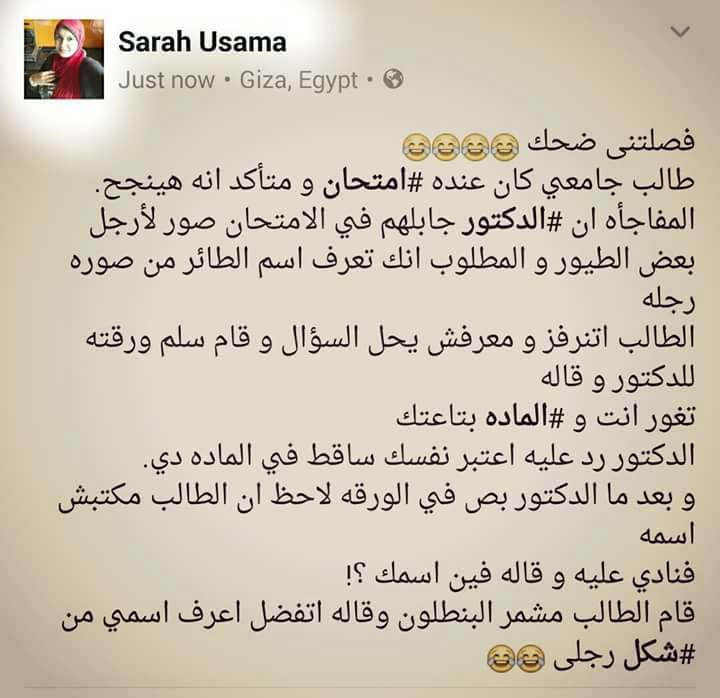 Sarah Usama
Just now • Giza, Egypt •
فصلتنى ضحك 😂😂😂😂
طالب جامعي كان عنده #امتحان و متأكد انه هينجح.
المفاجأه ان #الدكتور جابلهم في الامتحان صور لأرجل
بعض الطيور و المطلوب انك تعرف اسم الطائر من صوره
رجله
الطالب اتنرفز و معرفش يحل السؤال و قام سلم ورقته
للدكتور و قاله
تغور انت و #الماده بتاعتك
الدكتور رد عليه اعتبر نفسك ساقط في الماده دي.
و بعد ما الدكتور بص في الورقه لاحظ ان الطالب مكتبش
اسمه
فنادي عليه و قاله فين اسمك ؟!
قام الطالب مشمر البنطلون وقاله اتفضل اعرف اسمي من
#شكل رجلى 😂😂